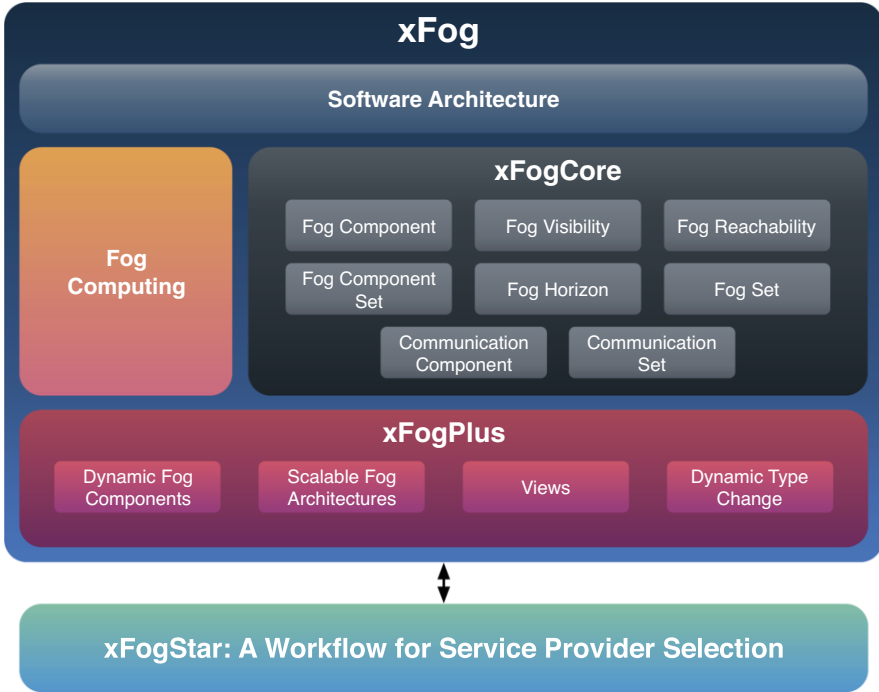 xFog
Software Architecture
Fog
Computing
xFogCore
Fog Component
Fog Visibility
Fog Reachability
Fog Component
Set
Fog Horizon
Fog Set
Communication
Component
Communication
Set
xFogPlus
Dynamic Fog
Components
Scalable Fog
Architectures
Views
Dynamic Type
Change
xFogStar: A Workflow for Service Provider Selection